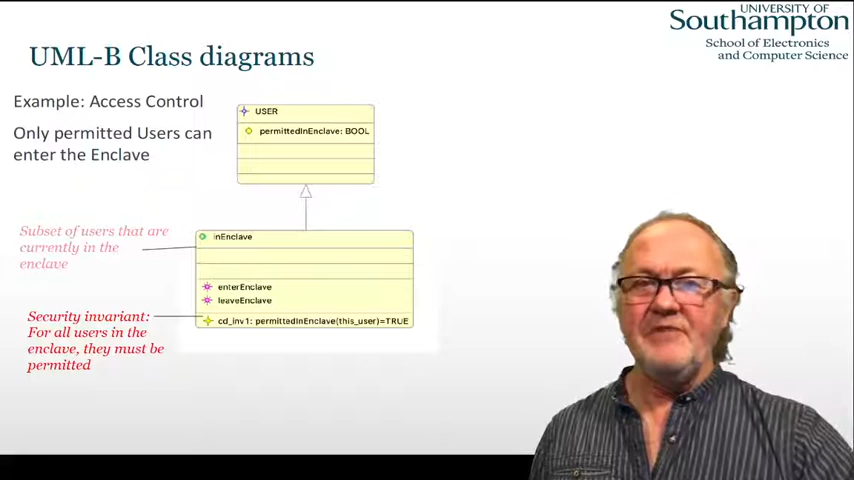 UNIVERSITY OF
Southampton
School of Electronics
and Computer Science
UML-B Class diagrams
Example: Access Control
Only permitted Users can
enter the Enclave
USER
permittedInEnclave: BOOL
Subset of users that are
currently in the
enclave
inEnclave
enterEnclave
leaveEnclave
Security invariant:
For all users in the
enclave, they must be
permitted
cd_inv1: permittedInEnclave(this_user)=TRUE